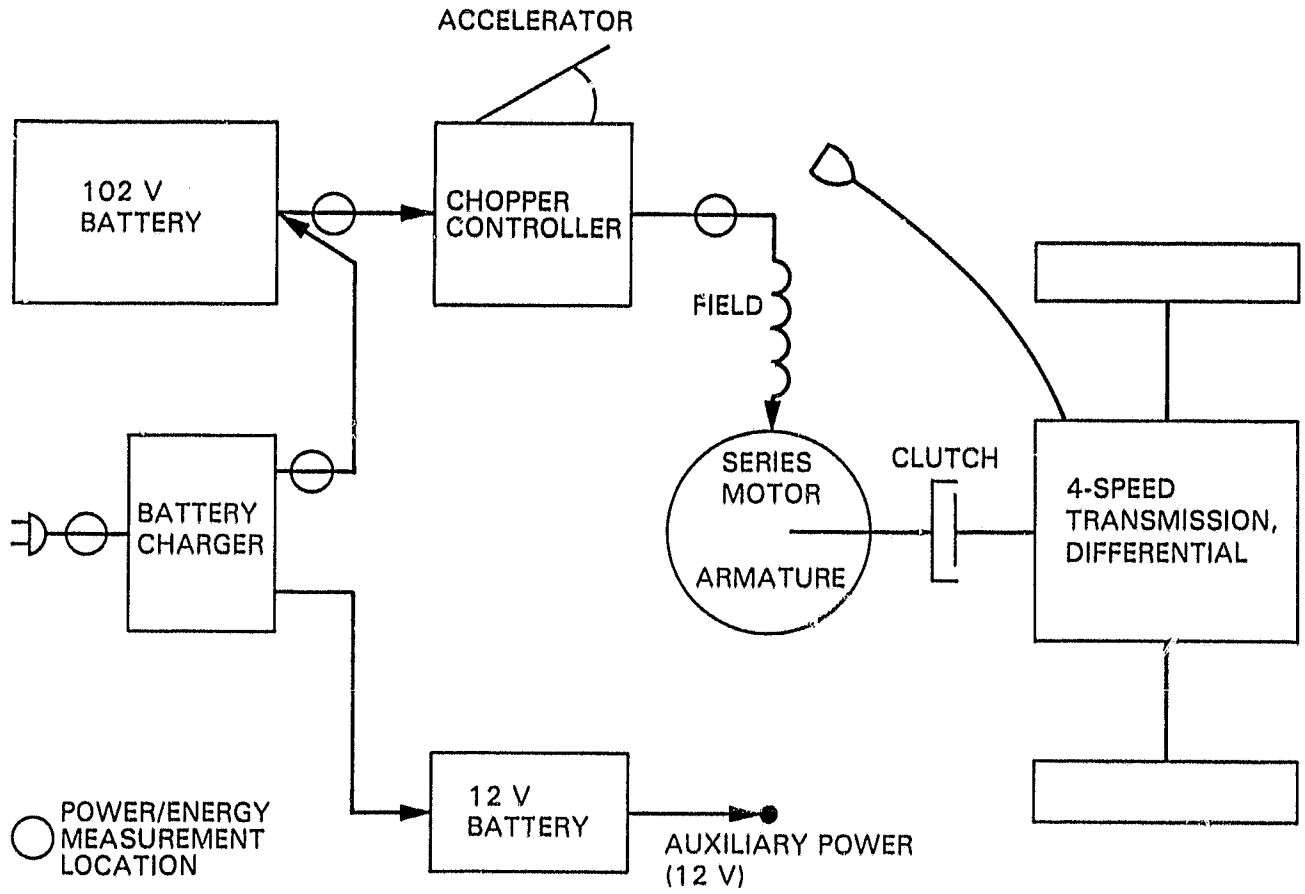 ACCELERATOR
102 V
BATTERY
CHOPPER
CONTROLLER
FIELD
SERIES
MOTOR
ARMATURE
CLUTCH
4-SPEED
TRANSMISSION,
DIFFERENTIAL
BATTERY
CHARGER
12 V
BATTERY
AUXILIARY POWER
(12 V)
POWER/ENERGY
MEASUREMENT
LOCATION